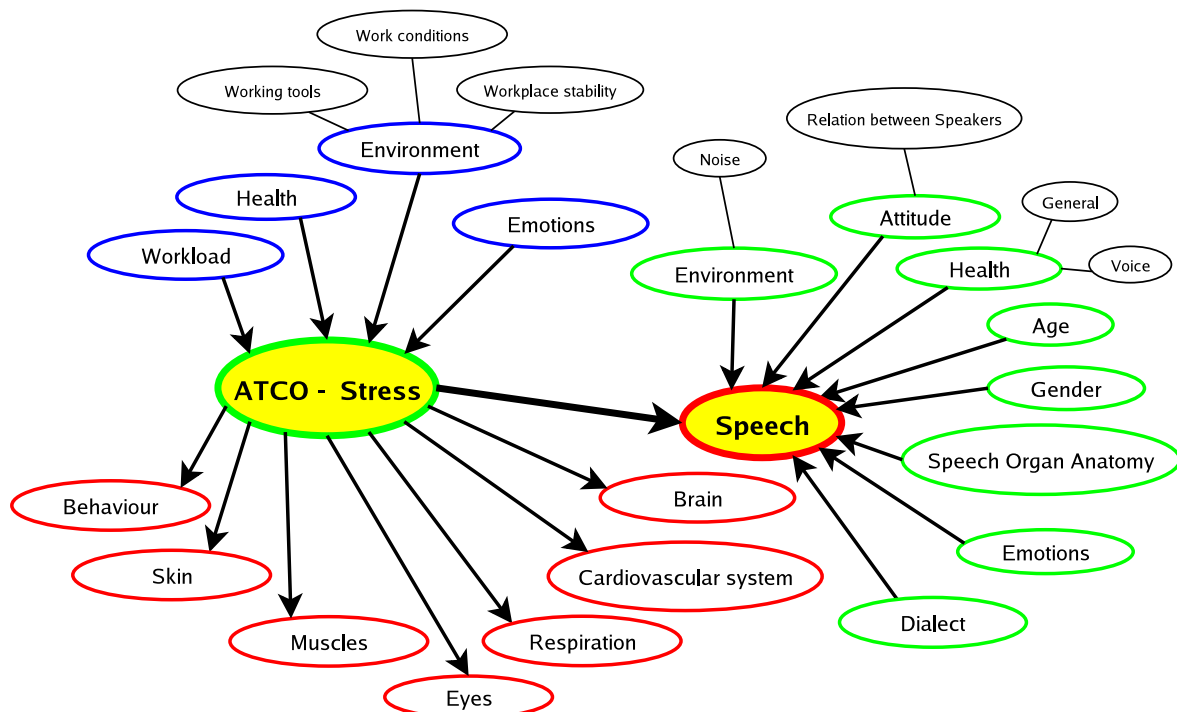 Work conditions
Working tools
Workplace stability
Environment
Health
Emotions
Workload
Relation between Speakers
Noise
General
Attitude
Voice
Health
Environment
Age
Gender
ATCO - Stress
Speech
Speech Organ Anatomy
Behaviour
Brain
Emotions
Skin
Cardiovascular system
Dialect
Muscles
Respiration
Eyes